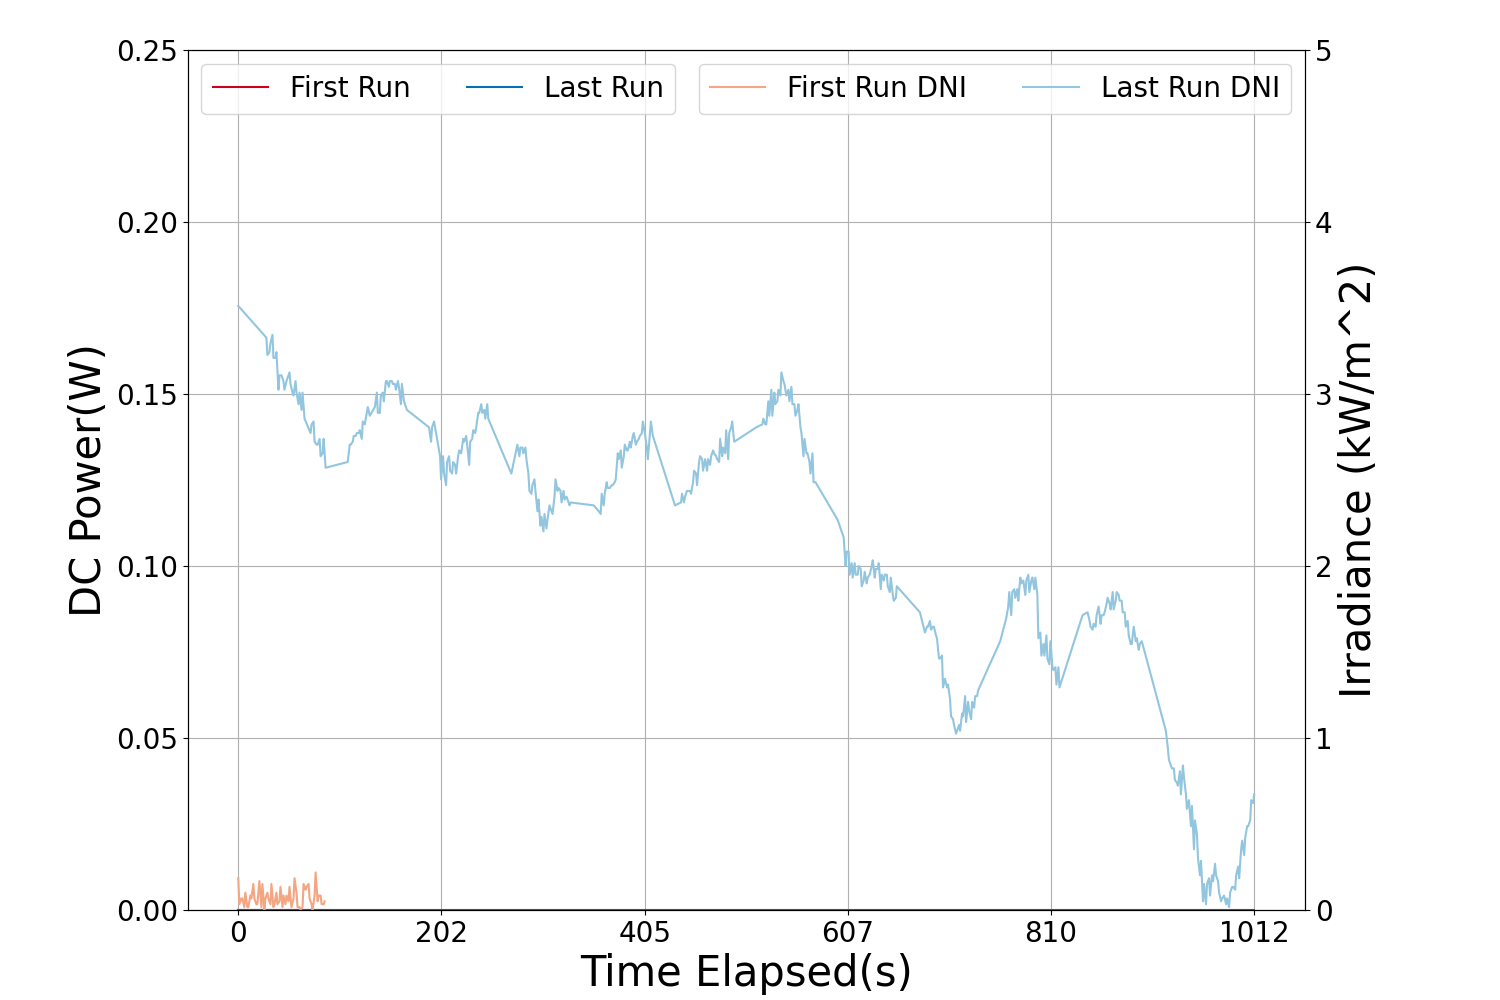 First Run
Last Run
First Run DNI
Last Run DNI
0.25
0.20
0.15
0.10
0.05
0.00
DC Power(W)
5
4
3
2
1
0
Irradiance (kW/m^2)
0
202
405
607
810
1012
Time Elapsed(s)